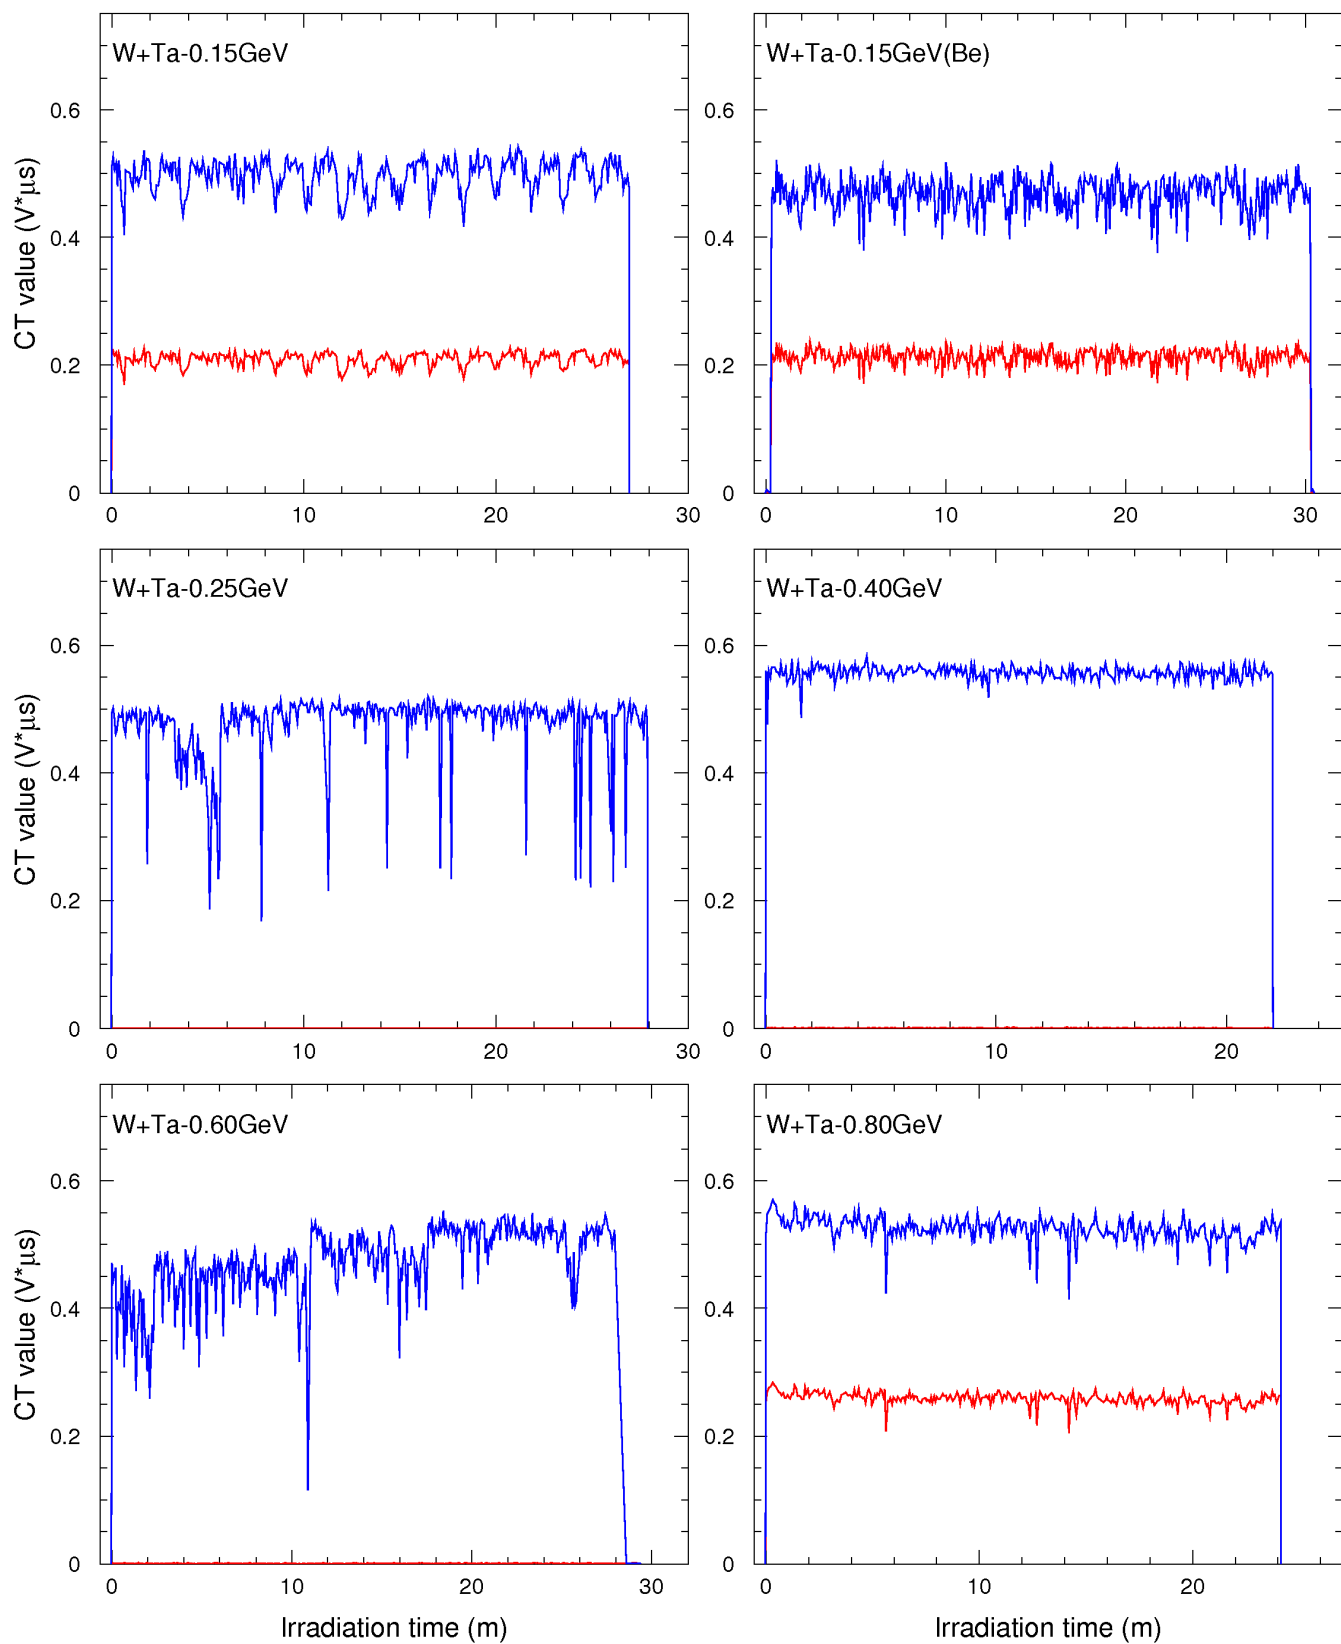 W+Ta-0.15GeV
W+Ta-0.15GeV(Be)
0.6
0.4
0.2
0
CT value (V*μs)
0 10 20 30
0.6
0.4
0.2
0
0 10 20 30
W+Ta-0.25GeV
W+Ta-0.40GeV
0.6
0.4
0.2
0
CT value (V*μs)
0 10 20 30
0.6
0.4
0.2
0
0 10 20
W+Ta-0.60GeV
W+Ta-0.80GeV
0.6
0.4
0.2
0
CT value (V*μs)
0 10 20 30
Irradiation time (m)
0.6
0.4
0.2
0
0 10 20
Irradiation time (m)